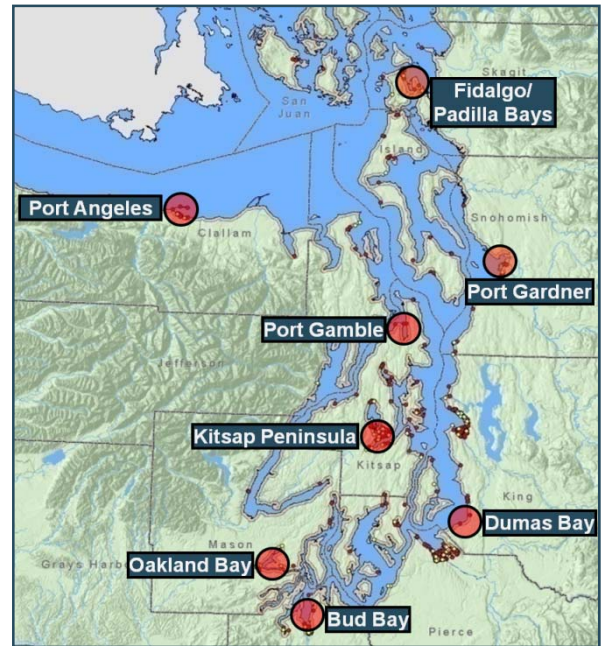 Skagit
Fidalgo/
Padilla Bays
San
Juan
Island
Port Angeles
Clallam
Snohomish
Port Gardner
Port Gamble
Jefferson
Kitsap Peninsula
Kitsap
King
Dumas Bay
Mason
Grays Harbo
Oakland Bay
Bud Bay
Pierce